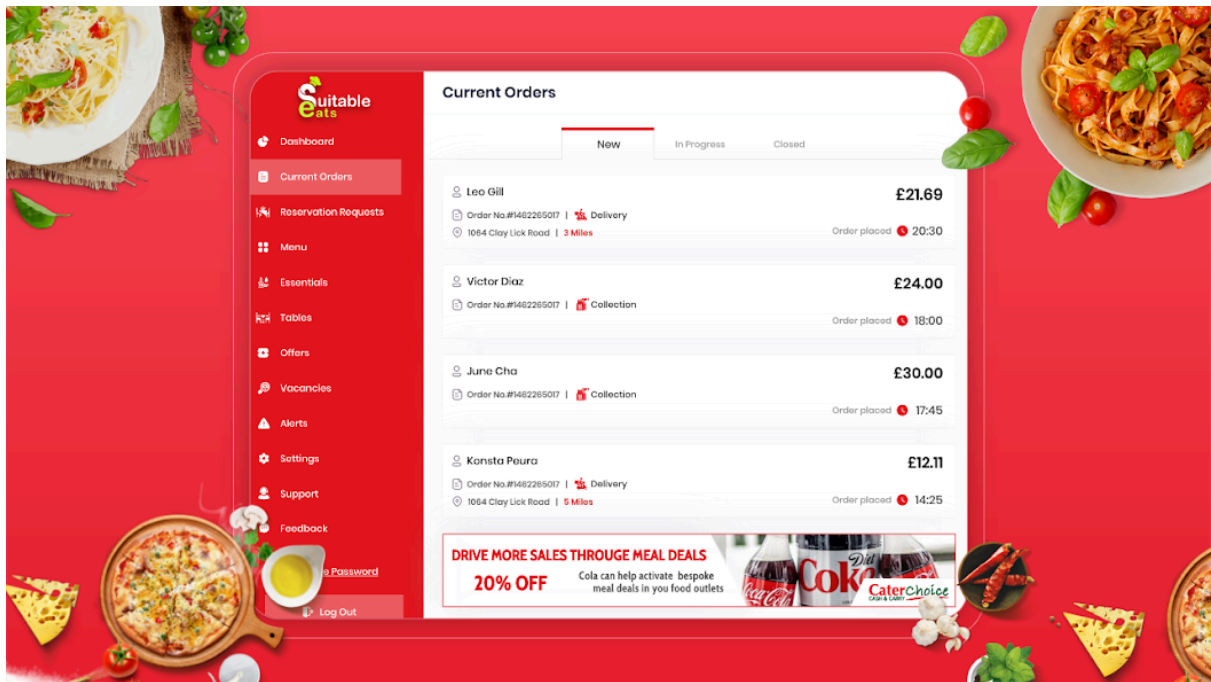 Suitable
eats
Dashboard
Current Orders
Reservation Requests
Menu
Essentials
Tables
Offers
Vacancies
Alerts
Settings
Support
Feedback
Password
Log Out
Current Orders
New In Progress Closed
Leo Gill £21.69
Order No.#1462265017 | Delivery
1064 Clay Lick Road | 3 Miles Order placed 20:30
Victor Diaz £24.00
Order No.#1462265017 | Collection
Order placed 18:00
June Cha £30.00
Order No.#1462265017 | Collection
Order placed 17:45
Konsta Peura £12.11
Order No.#1462265017 | Delivery
1064 Clay Lick Road | 5 Miles Order placed 14:25
DRIVE MORE SALES THROUGE MEAL DEALS
20% OFF
Cola can help activate bespoke
meal deals in you food outlets
Diet
Coke
Coca-Cola
CaterChoice
CASH & CARRY